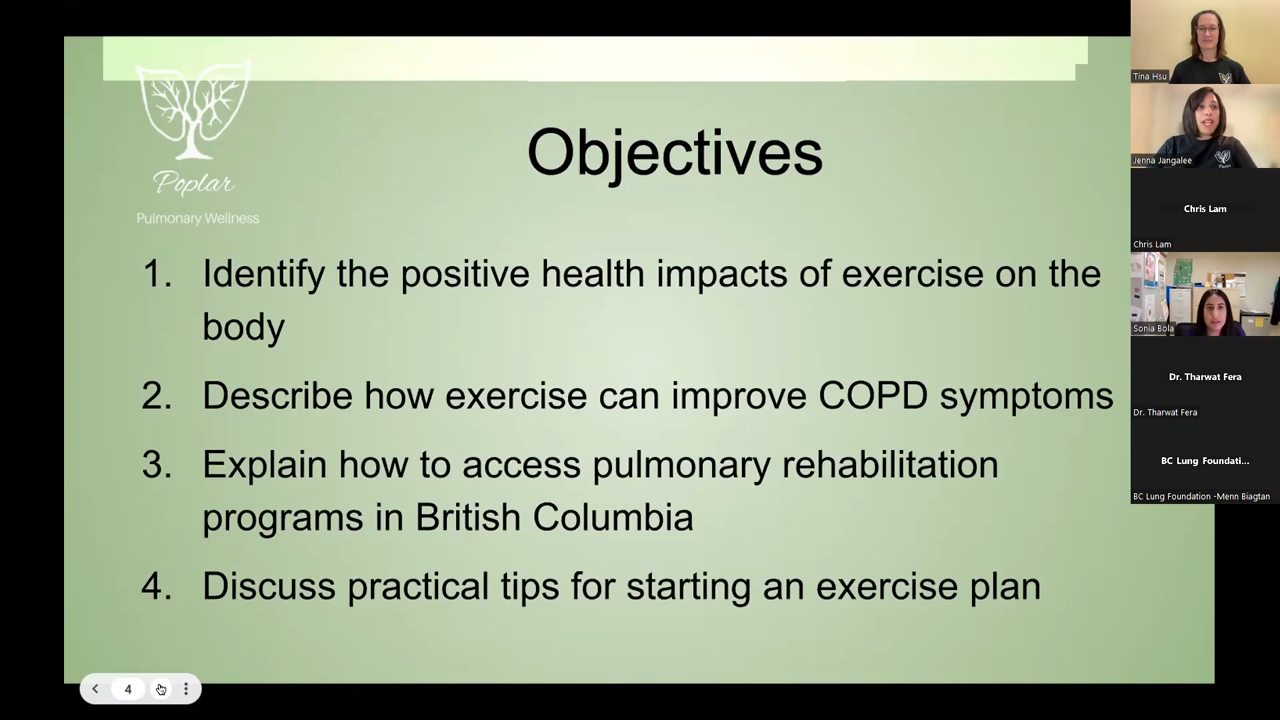 Poplar
Pulmonary Wellness
Objectives
1. Identify the positive health impacts of exercise on the
body
2. Describe how exercise can improve COPD symptoms
3. Explain how to access pulmonary rehabilitation
programs in British Columbia
4. Discuss practical tips for starting an exercise plan
4
Tina Hsu
Jenna Jangalee
Chris Lam
Chris Lam
Sonia Bola
Dr. Tharwat Fera
Dr. Tharwat Fera
BC Lung Foundati...
BC Lung Foundation -Menn Biagtan